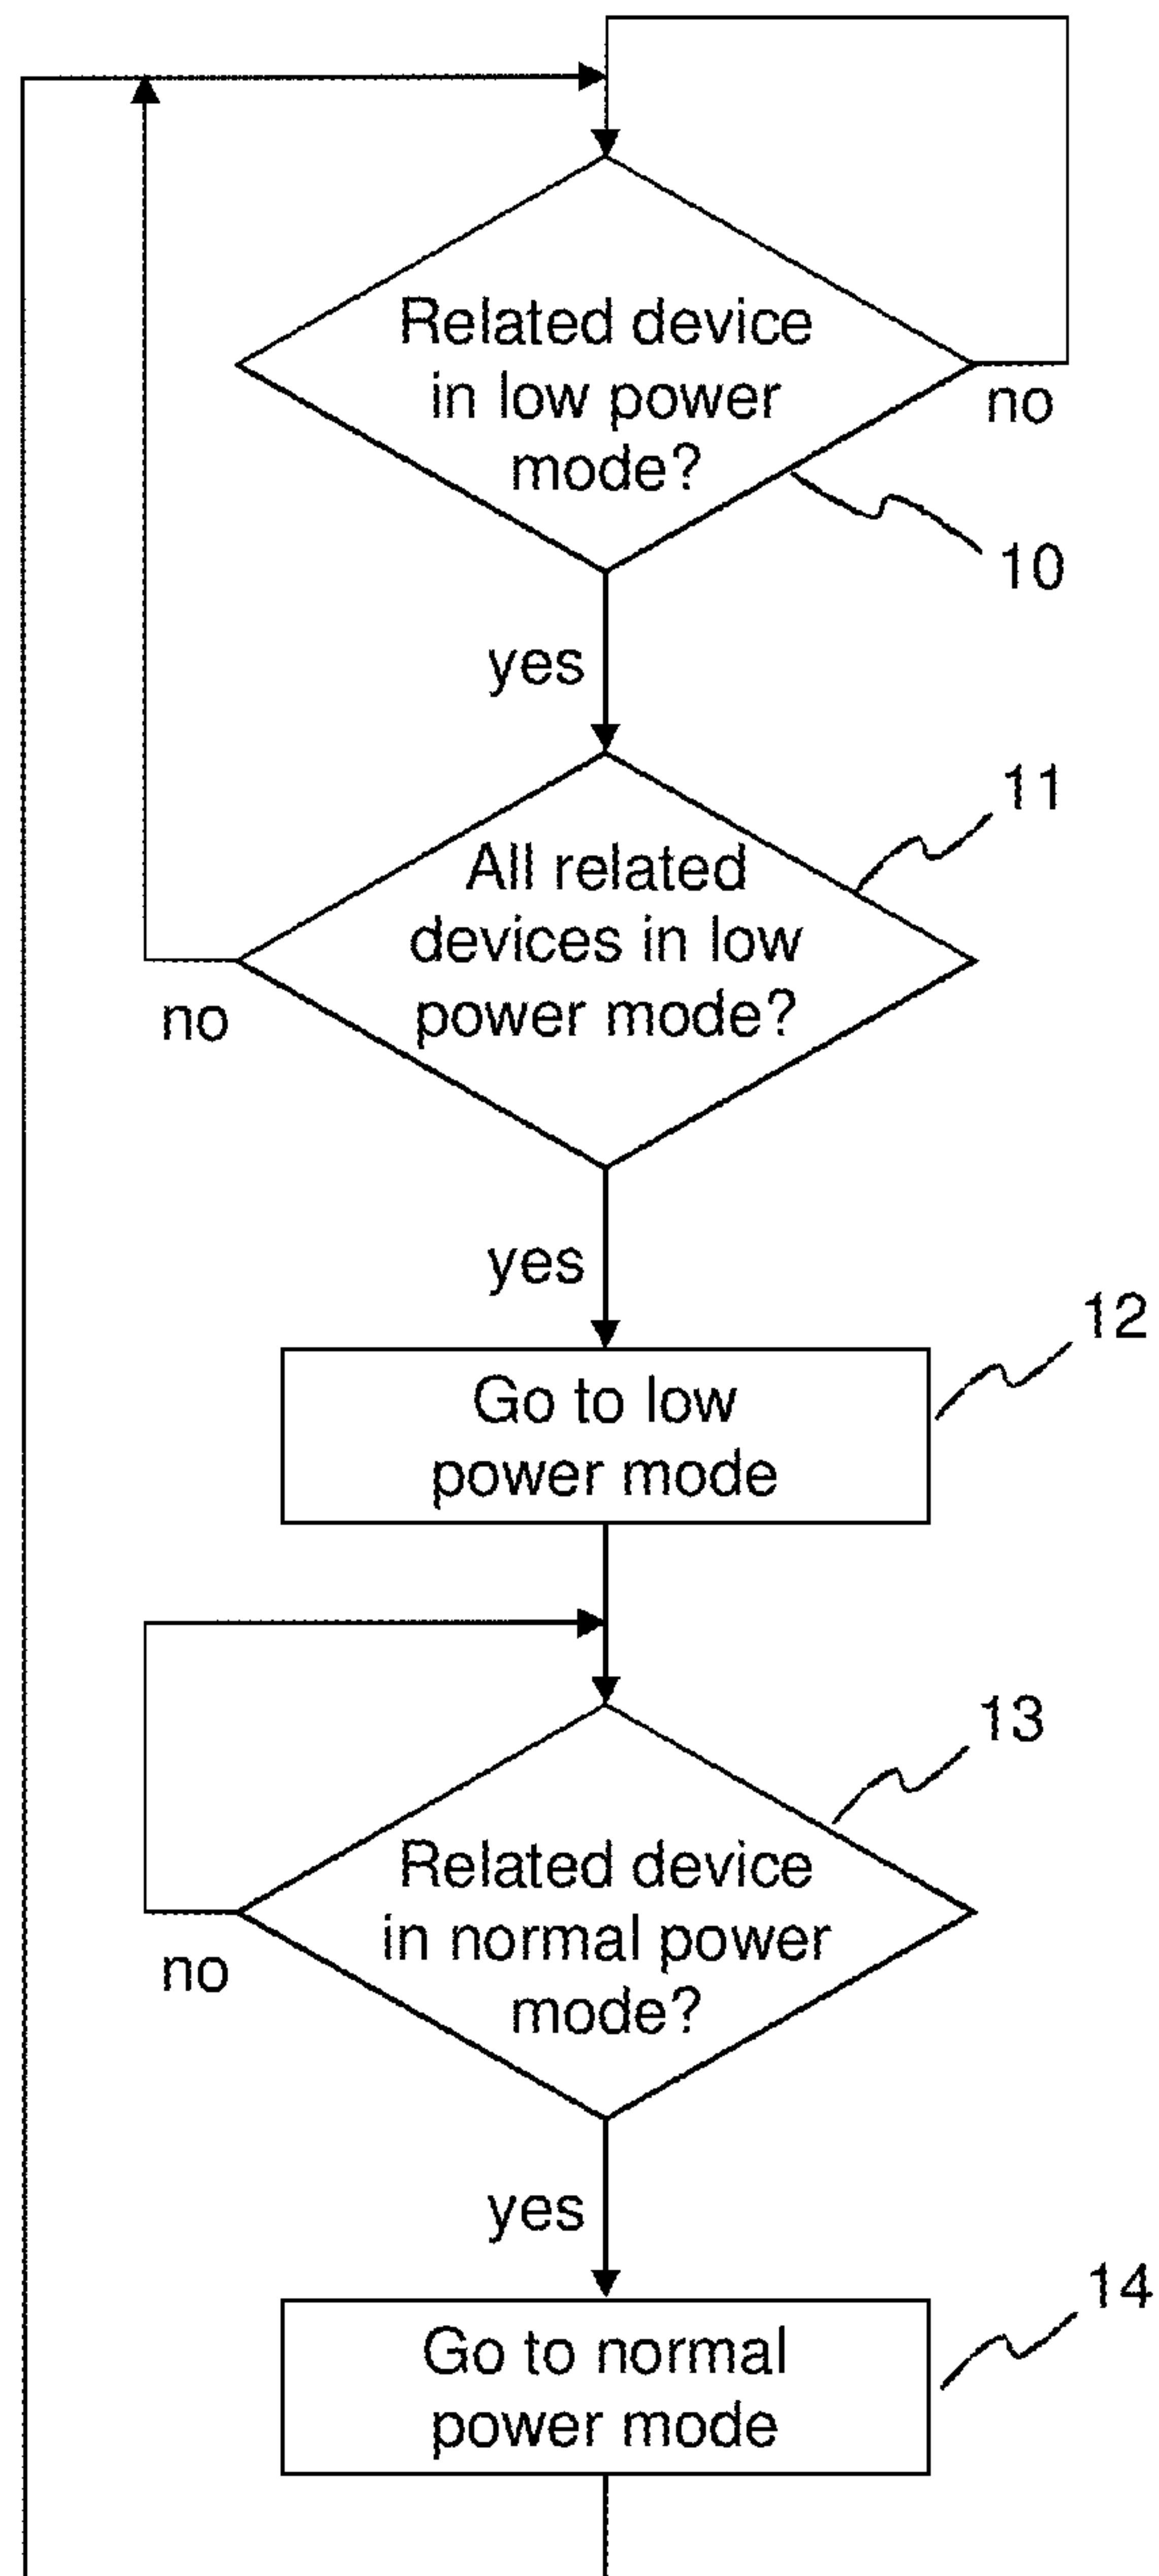 Related device
in low power
mode?
no
10
yes
11
All related
devices in low
power mode?
no
yes
12
Go to low
power mode
13
Related device
in normal power
mode?
no
yes
14
Go to normal
power mode